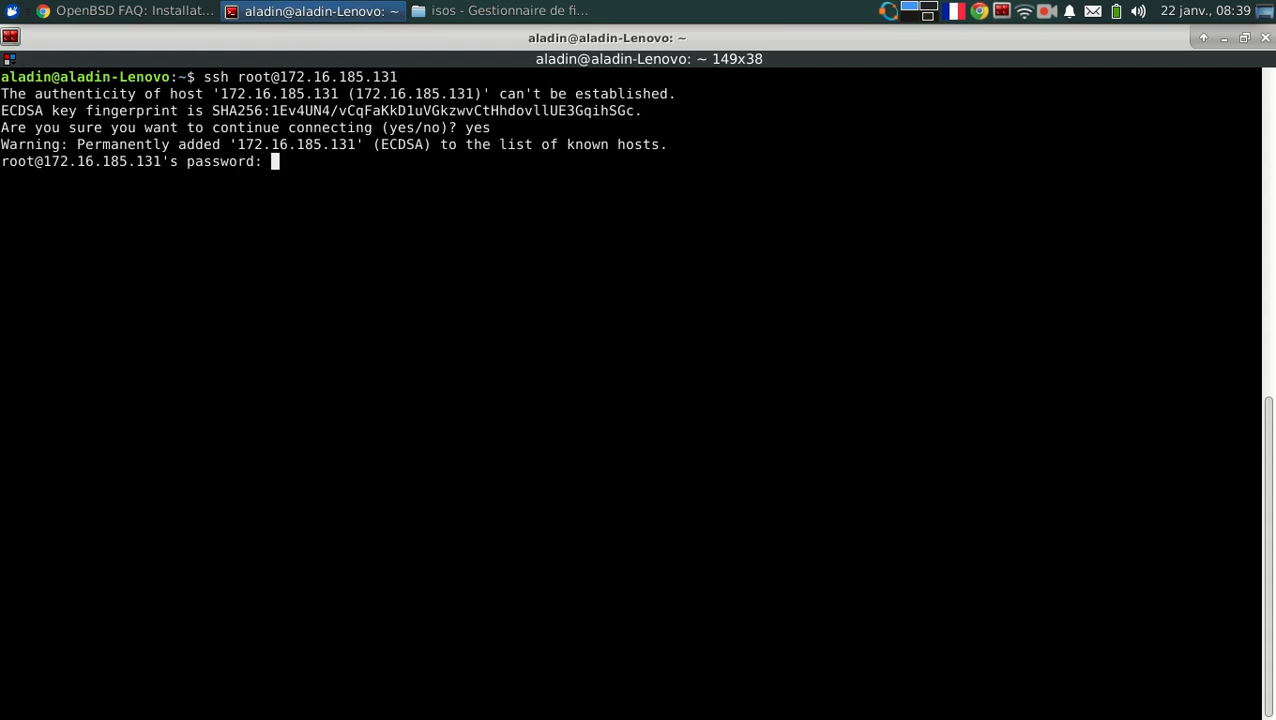 OpenBSD FAQ: Installat...
aladin@aladin-Lenovo: ~
isos - Gestionnaire de fi...
22 janv., 08:39
aladin@aladin-Lenovo: ~
aladin@aladin-Lenovo: ~ 149x38
aladin@aladin-Lenovo:~$ ssh root@172.16.185.131
The authenticity of host '172.16.185.131 (172.16.185.131)' can't be established.
ECDSA key fingerprint is SHA256:1Ev4UN4/vCqFaKkD1uVGkzwvCtHhdovllUE3GqihSGc.
Are you sure you want to continue connecting (yes/no)? yes
Warning: Permanently added '172.16.185.131' (ECDSA) to the list of known hosts.
root@172.16.185.131's password: